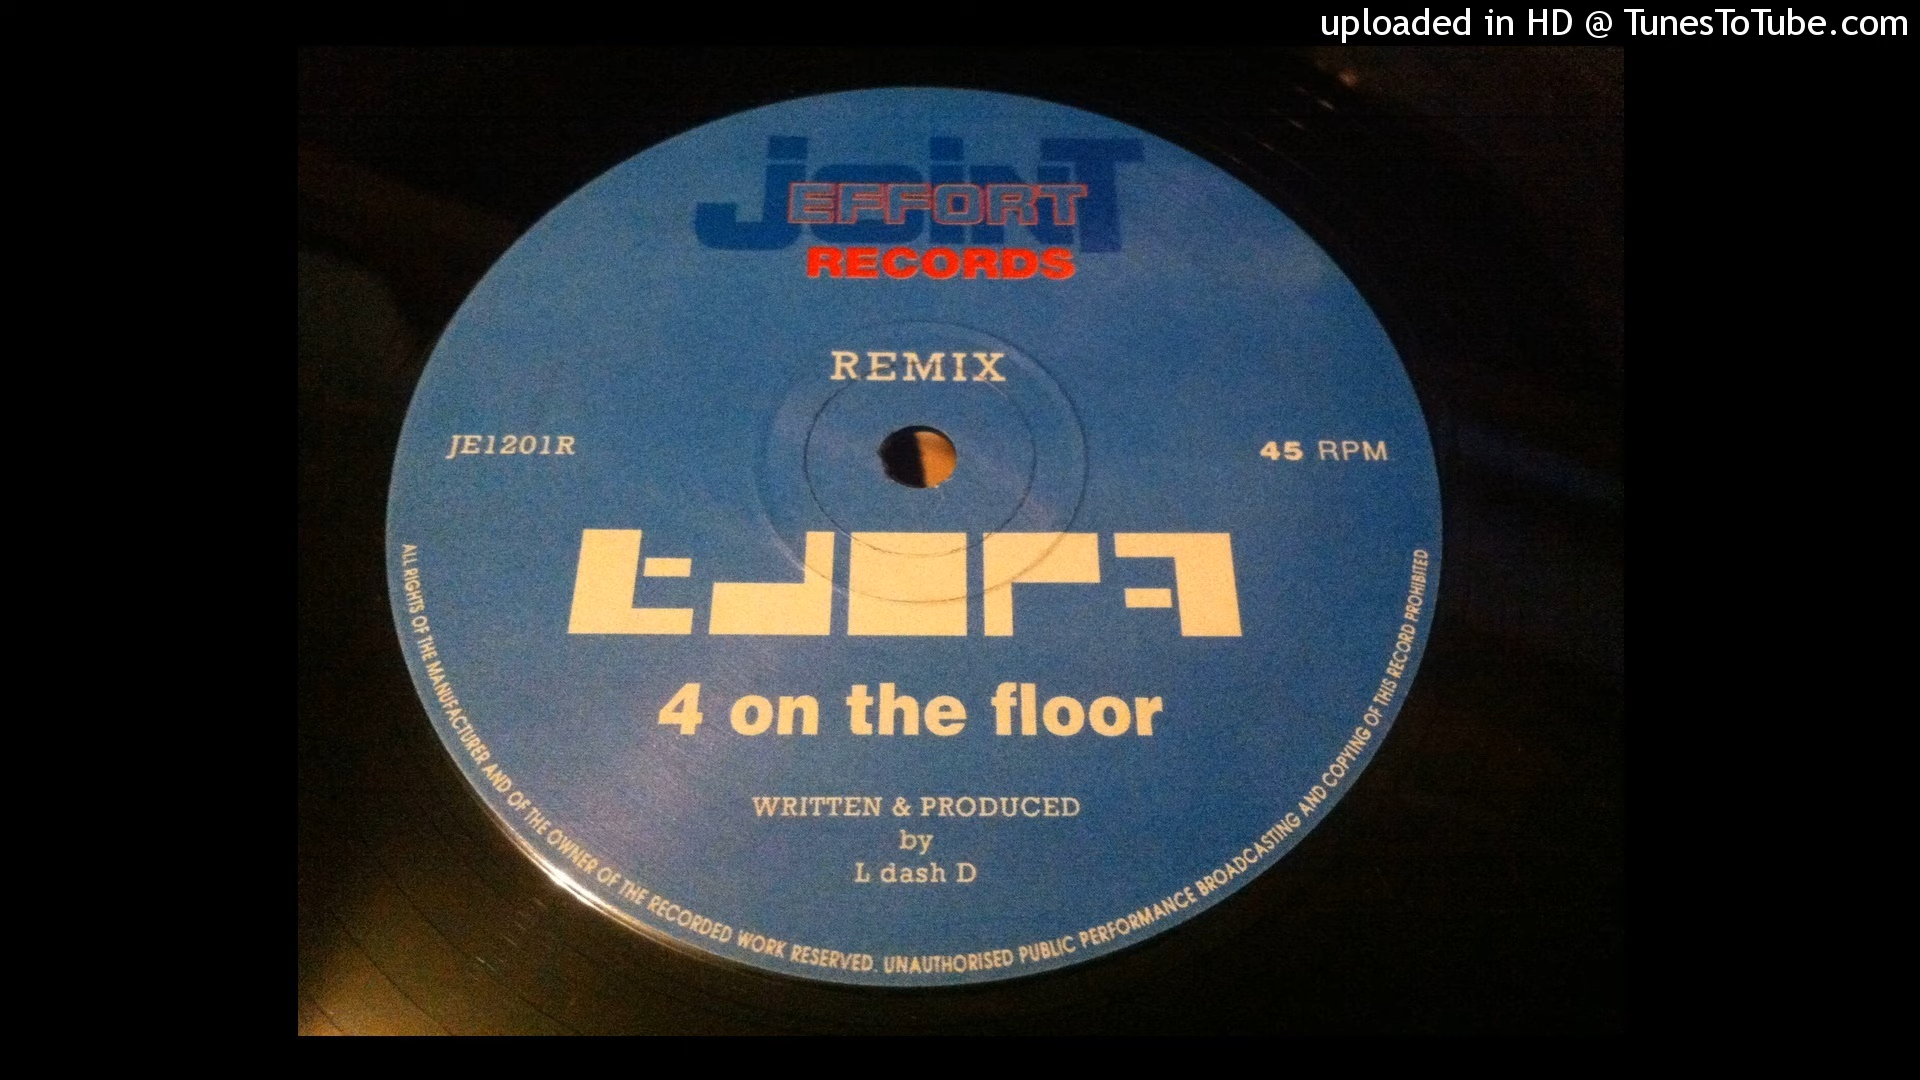 uploaded in HD @ TunesToTube.com
JOiNT
EFFORT
RECORDS
REMIX
JE1201R
45 RPM
4 on the floor
WRITTEN & PRODUCED
by
L dash D
ALL RIGHTS OF THE MANUFACTURER AND OF THE OWNER OF THE RECORDED WORK RESERVED. UNAUTHORISED PUBLIC PERFORMANCE BROADCASTING AND COPYING OF THIS RECORD PROHIBITED